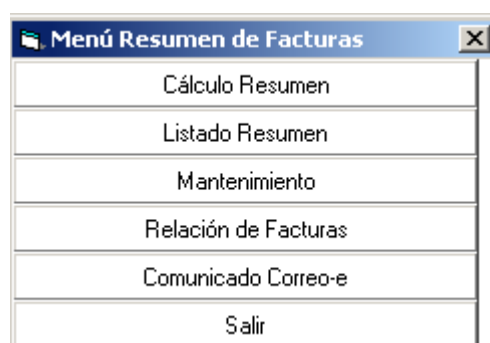 Menú Resumen de Facturas
Cálculo Resumen
Listado Resumen
Mantenimiento
Relación de Facturas
Comunicado Correo-e
Salir